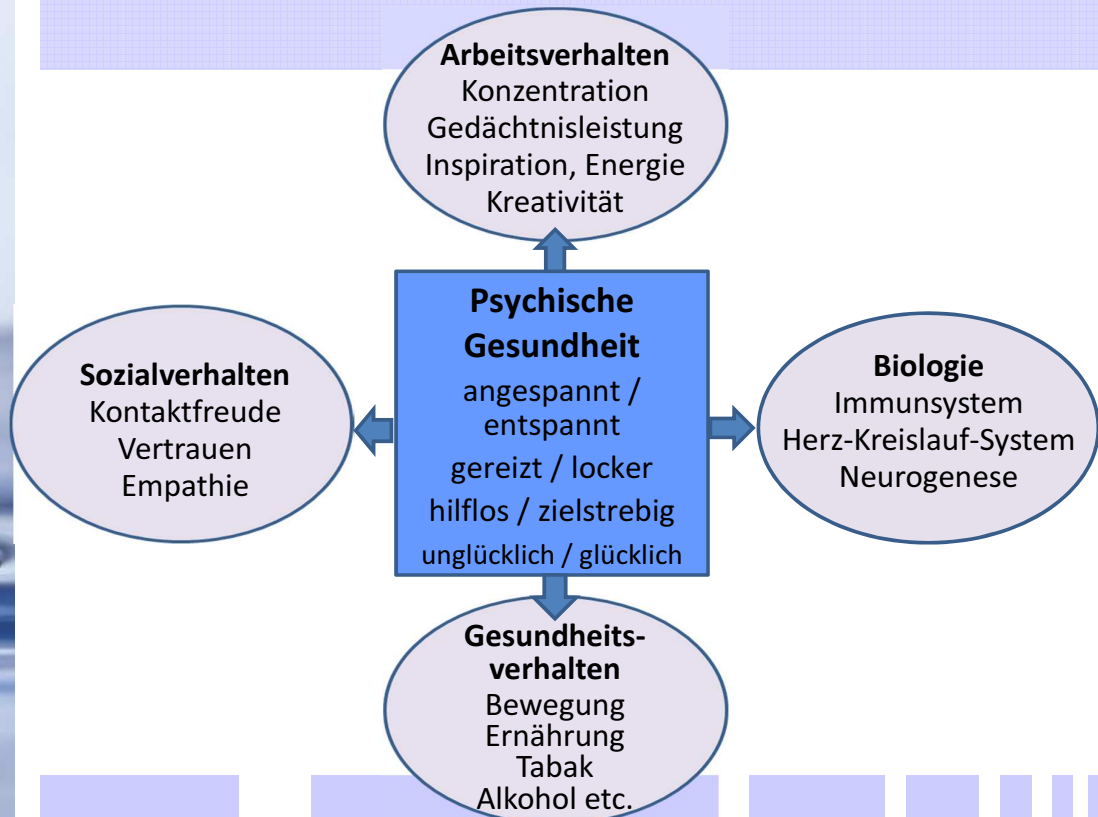 Arbeitsverhalten
Konzentration
Gedächtnisleistung
Inspiration, Energie
Kreativität
Psychische
Gesundheit
angespannt /
entspannt
gereizt / locker
hilflos / zielstrebig
unglücklich / glücklich
Sozialverhalten
Kontaktfreude
Vertrauen
Empathie
Biologie
Immunsystem
Herz-Kreislauf-System
Neurogenese
Gesundheits-
verhalten
Bewegung
Ernährung
Tabak
Alkohol etc.